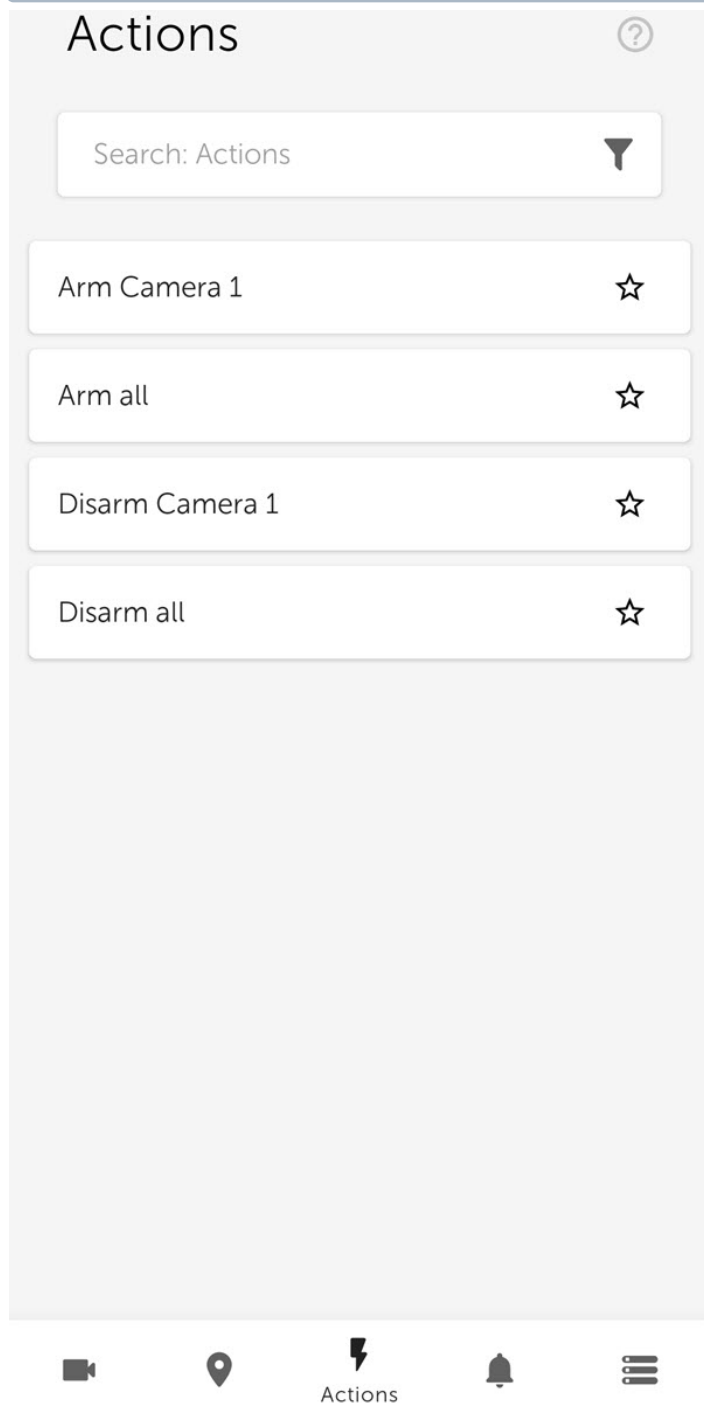 Actions
Search: Actions
Arm Camera 1
Arm all
Disarm Camera 1
Disarm all
Actions